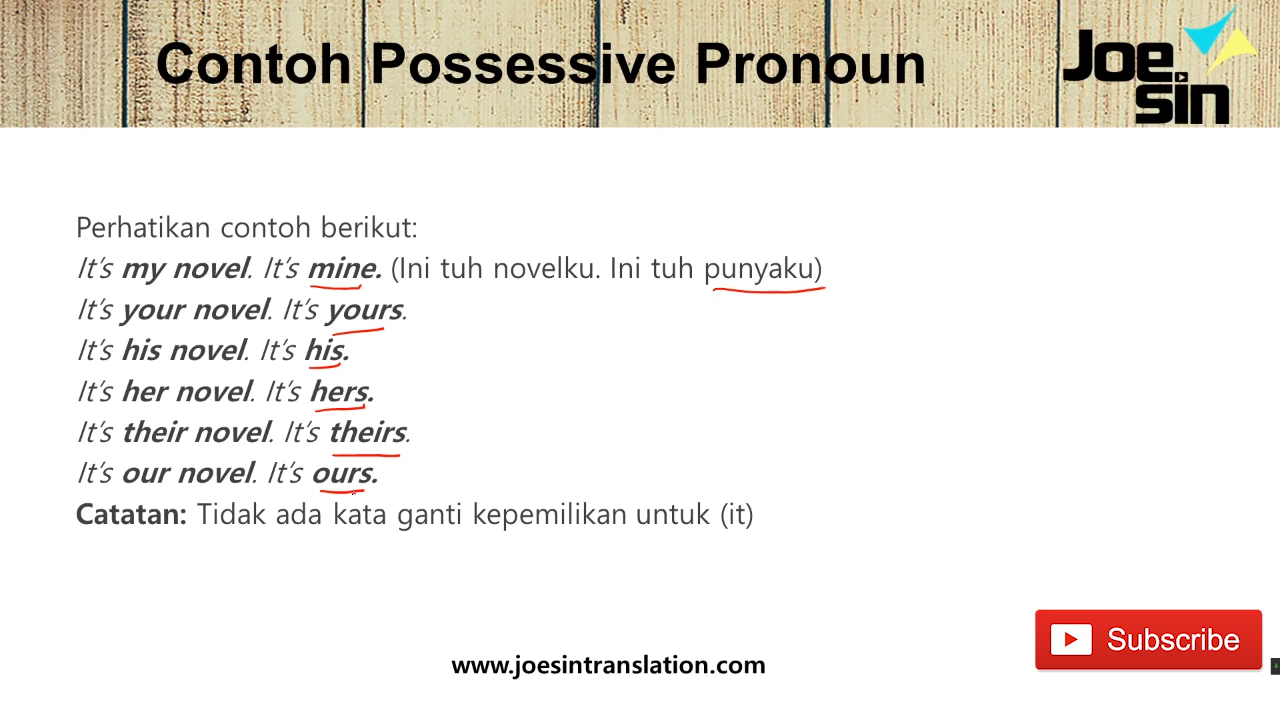 Contoh Possessive Pronoun
Joe
sin
Perhatikan contoh berikut:
It's my novel. It's mine. (Ini tuh novelku. Ini tuh punyaku)
It's your novel. It's yours.
It's his novel. It's his.
It's her novel. It's hers.
It's their novel. It's theirs.
It's our novel. It's ours.
Catatan: Tidak ada kata ganti kepemilikan untuk (it)
Subscribe
www.joesintranslation.com